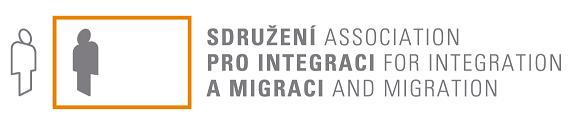 SDRUŽENÍ ASSOCIATION
PRO INTEGRACI FOR INTEGRATION
A MIGRACI AND MIGRATION